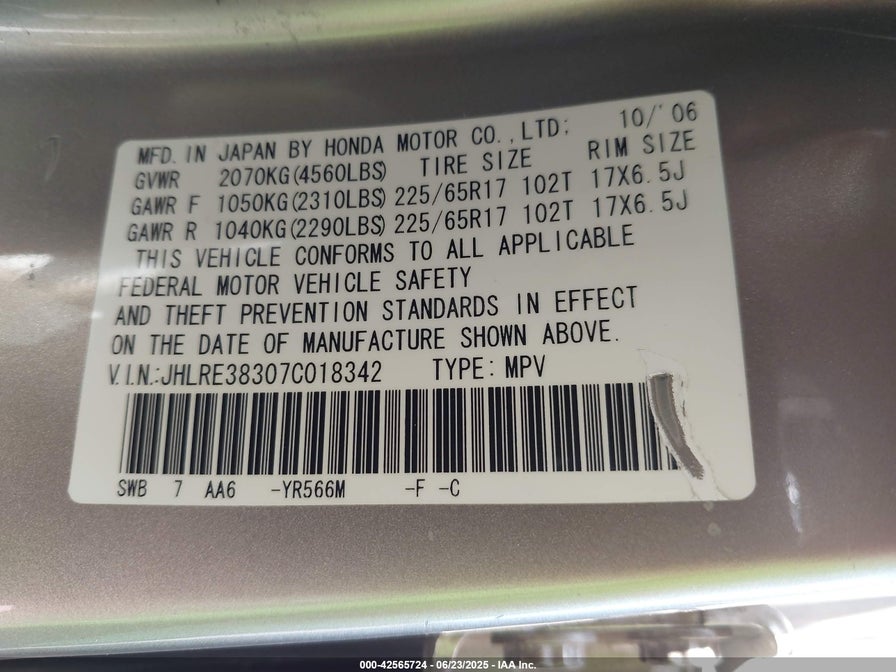 MFD. IN JAPAN BY HONDA MOTOR CO.,LTD; 10/'06
GVWR 2070KG(4560LBS) TIRE SIZE RIM SIZE
GAWR F 1050KG(2310LBS) 225/65R17 102T 17X6.5J
GAWR R 1040KG(2290LBS) 225/65R17 102T 17X6.5J
THIS VEHICLE CONFORMS TO ALL APPLICABLE
FEDERAL MOTOR VEHICLE SAFETY
AND THEFT PREVENTION STANDARDS IN EFFECT
ON THE DATE OF MANUFACTURE SHOWN ABOVE.
V.I.N.:JHLRE38307C018342 TYPE: MPV
SWB 7 AA6 -YR566M -F -C
000-42565724 - 06/23/2025 - IAA Inc.